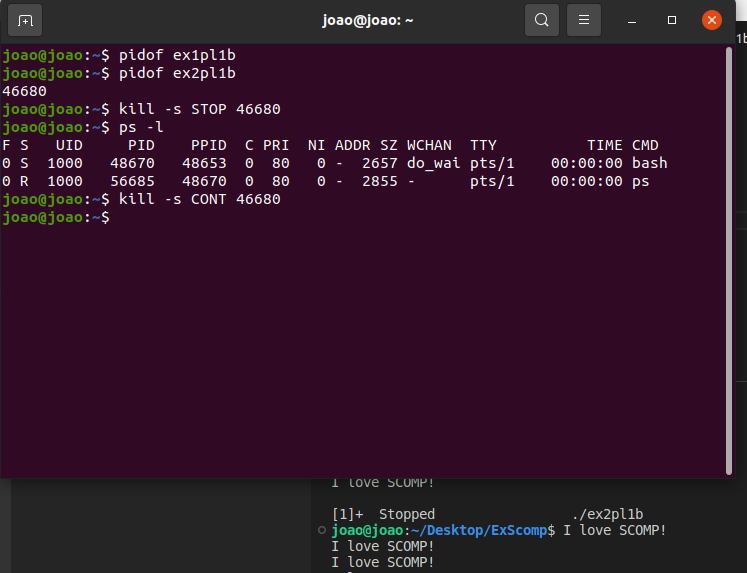 joao@joao: ~
joao@joao:~$ pidof ex1pl1b
joao@joao:~$ pidof ex2pl1b
46680
joao@joao:~$ kill -s STOP 46680
joao@joao:~$ ps -l
F S   UID     PID    PPID  C PRI  NI ADDR SZ WCHAN  TTY          TIME CMD
0 S  1000   48670   48653  0  80   0 -  2657 do_wai pts/1    00:00:00 bash
0 R  1000   56685   48670  0  80   0 -  2855 -      pts/1    00:00:00 ps
joao@joao:~$ kill -s CONT 46680
joao@joao:~$
1b
I love SCOMP!
[1]+  Stopped                 ./ex2pl1b
joao@joao:~/Desktop/ExScomp$ I love SCOMP!
I love SCOMP!
I love SCOMP!